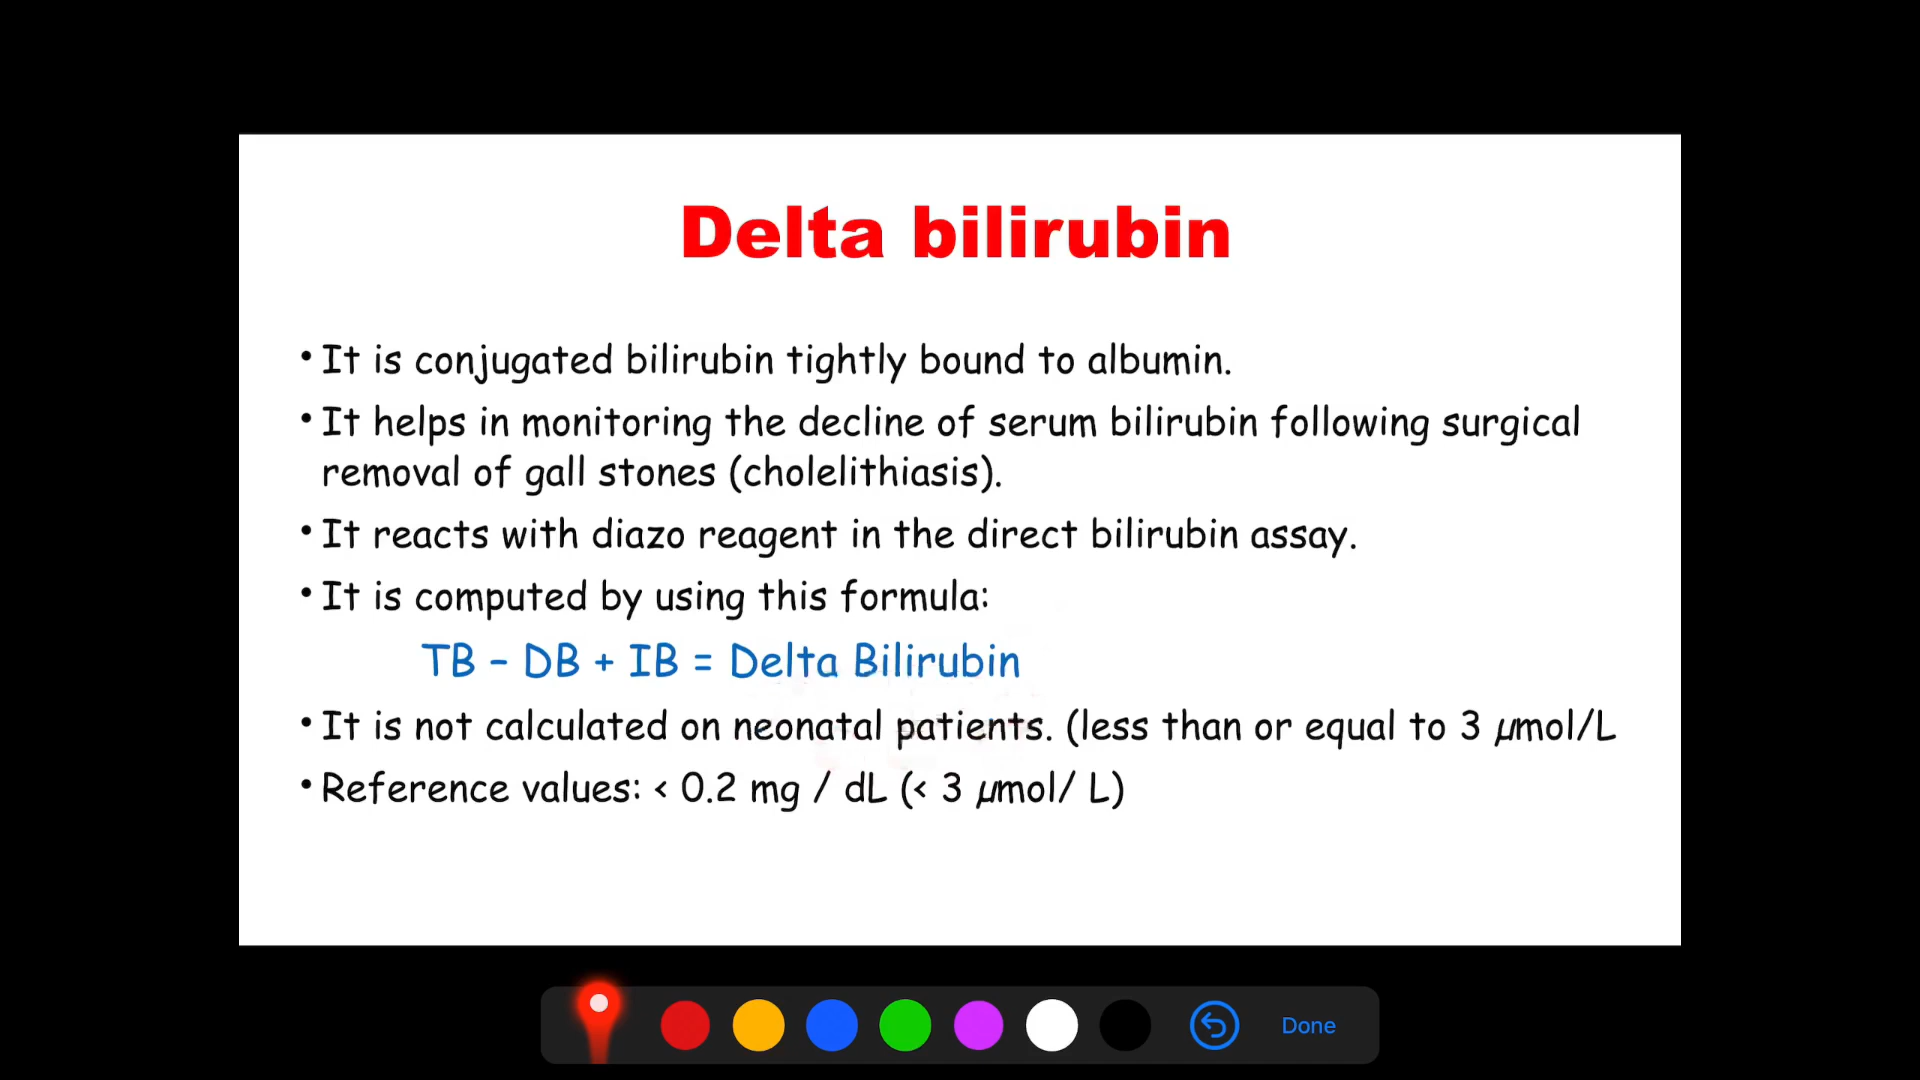 Delta bilirubin
• It is conjugated bilirubin tightly bound to albumin.
• It helps in monitoring the decline of serum bilirubin following surgical
removal of gall stones (cholelithiasis).
• It reacts with diazo reagent in the direct bilirubin assay.
• It is computed by using this formula:
TB – DB + IB = Delta Bilirubin
• It is not calculated on neonatal patients. (less than or equal to 3 µmol/L
• Reference values: < 0.2 mg / dL (< 3 µmol/ L)
Done